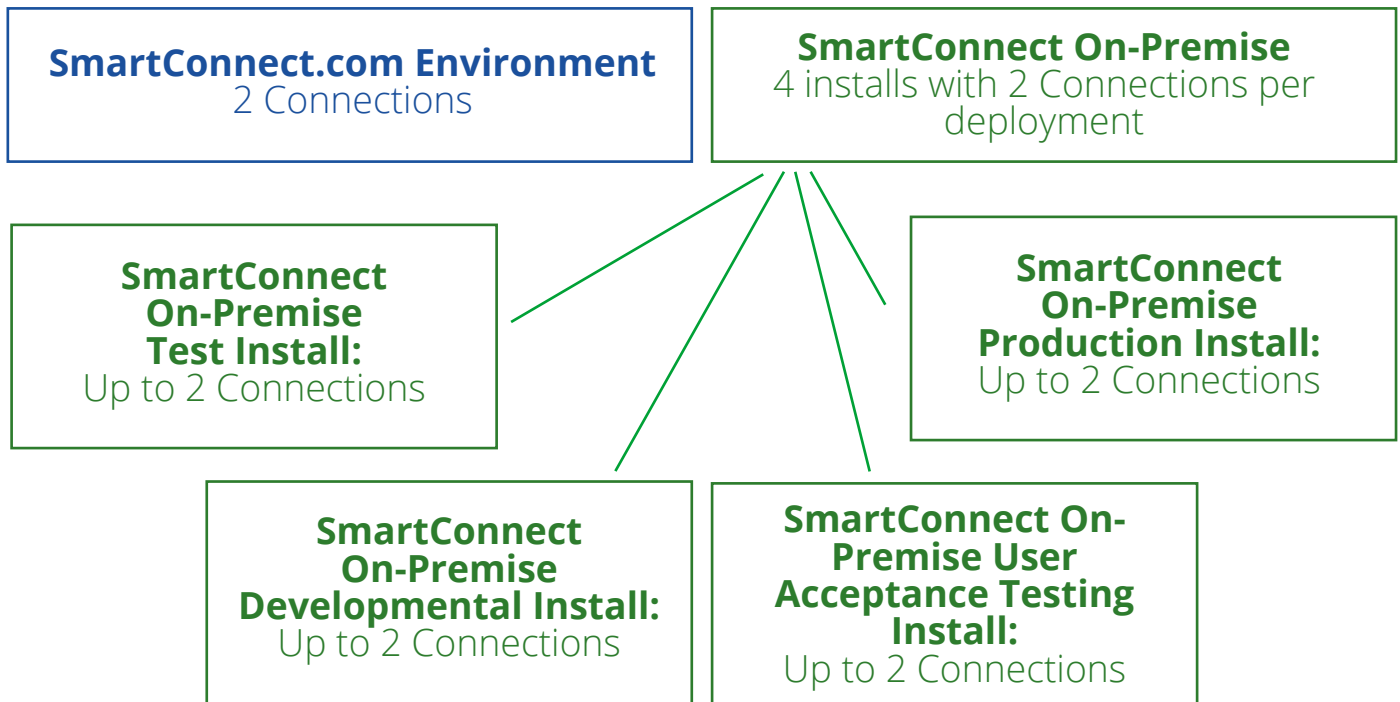 SmartConnect.com Environment
2 Connections
SmartConnect On-Premise
4 installs with 2 Connections per
deployment
SmartConnect
On-Premise
Test Install:
Up to 2 Connections
SmartConnect
On-Premise
Production Install:
Up to 2 Connections
SmartConnect
On-Premise
Developmental Install:
Up to 2 Connections
SmartConnect On-
Premise User
Acceptance Testing
Install:
Up to 2 Connections